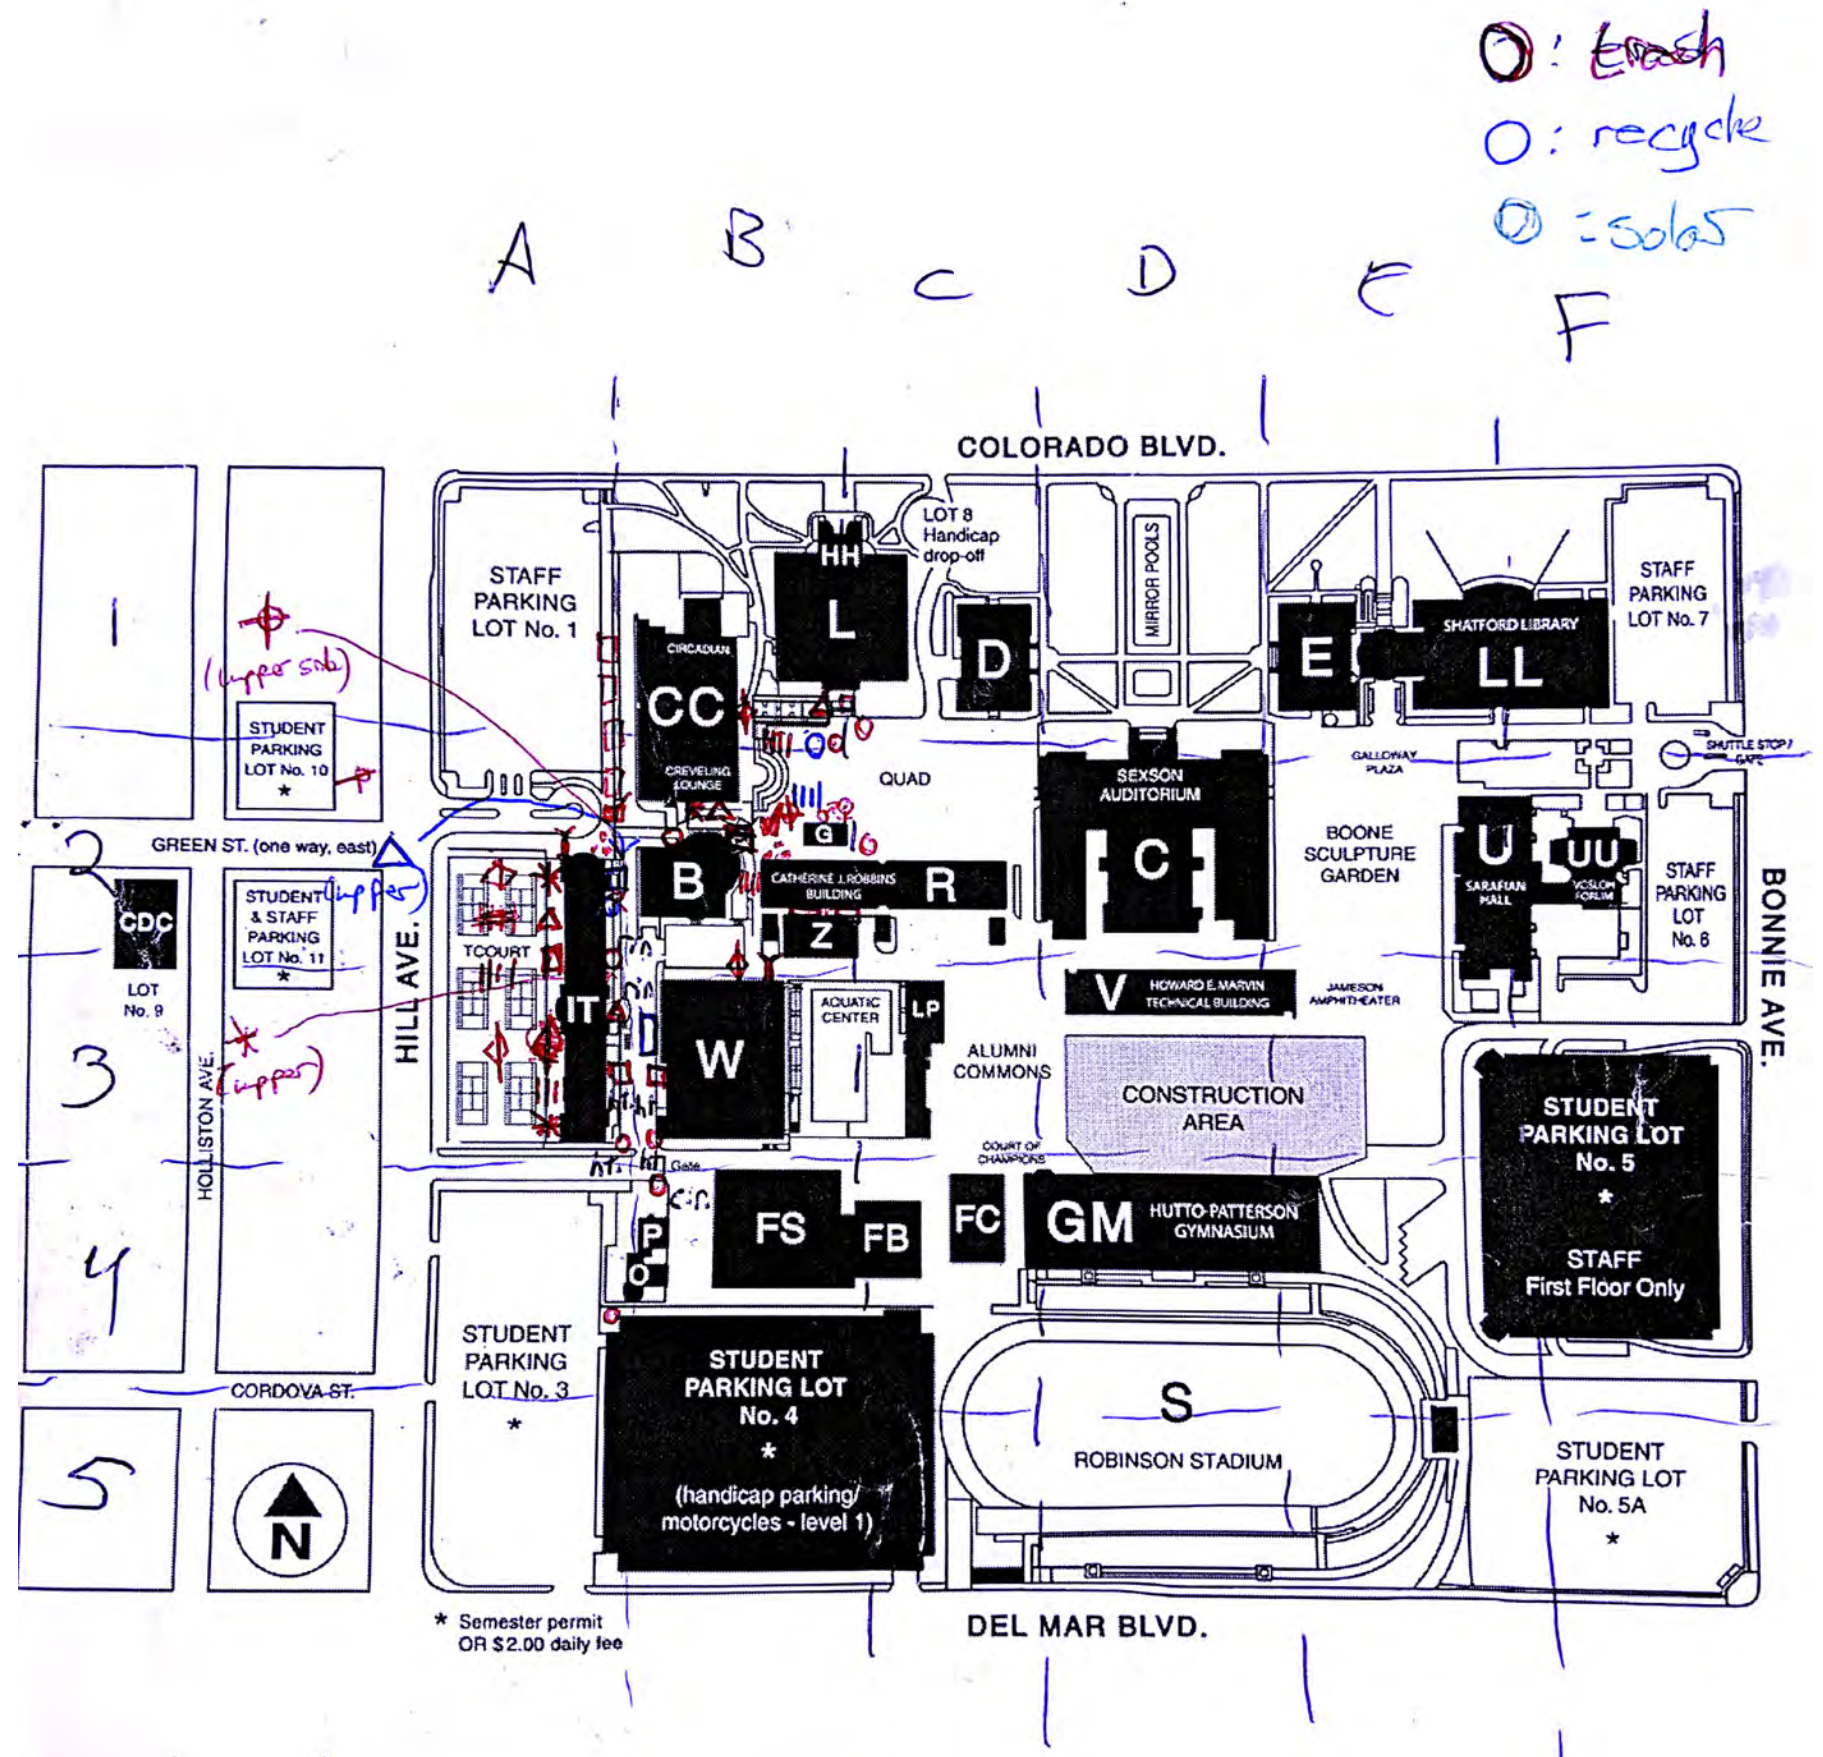 O: trash
O: recycle
O = solar
A
B
C
D
E
F
COLORADO BLVD.
LOT 8
Handicap
drop-off
HH
L
STAFF
PARKING
LOT No. 1
MIRROR POOLS
STAFF
PARKING
LOT No. 7
1
(upper side)
CIRCADIAN
CC
CREVELING
LOUNGE
D
E
SHATFORD LIBRARY
LL
STUDENT
PARKING
LOT No. 10
*
QUAD
SEXSON
AUDITORIUM
C
GALLOWAY
PLAZA
SHUTTLE STOP /
GATE
2
GREEN ST. (one way, east)
(upper)
G
B
CATHERINE J. ROBBINS
BUILDING
R
BOONE
SCULPTURE
GARDEN
U
SARAFIAN
HALL
UU
VOSLOH
FORUM
STAFF
PARKING
LOT
No. 6
BONNIE AVE.
CDC
LOT
No. 9
STUDENT
& STAFF
PARKING
LOT No. 11
*
HILL AVE.
TCOURT
IT
Z
V
HOWARD E. MARVIN
TECHNICAL BUILDING
JAMESON
AMPHITHEATER
3
HOLLISTON AVE.
(upper)
W
AQUATIC
CENTER
LP
ALUMNI
COMMONS
CONSTRUCTION
AREA
COURT OF
CHAMPIONS
STUDENT
PARKING LOT
No. 5
*
STAFF
First Floor Only
Gate
4
P
O
FS
FB
FC
GM
HUTTO-PATTERSON
GYMNASIUM
STUDENT
PARKING
LOT No. 3
*
STUDENT
PARKING LOT
No. 4
*
(handicap parking/
motorcycles - level 1)
S
ROBINSON STADIUM
STUDENT
PARKING LOT
No. 5A
*
CORDOVA ST.
5
N
* Semester permit
OR $2.00 daily fee
DEL MAR BLVD.